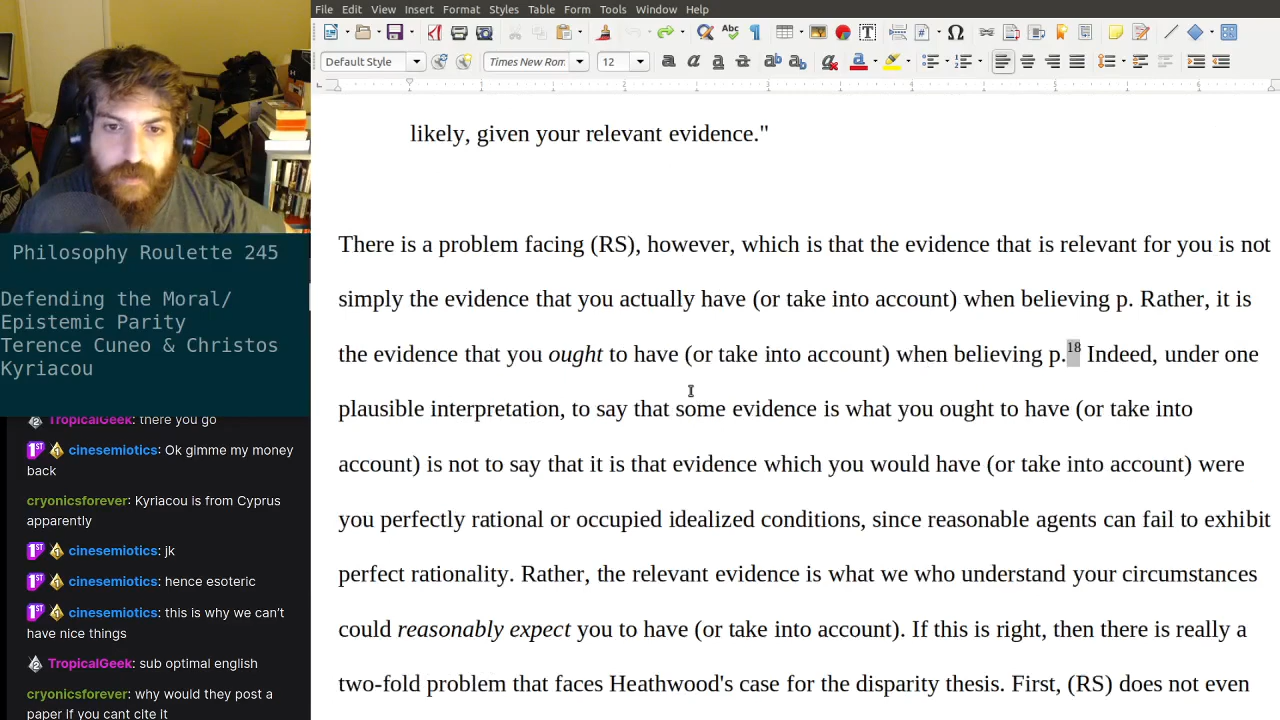 File Edit View Insert Format Styles Table Form Tools Window Help
Default Style
Times New Rom
12
2 3 4 5 6
likely, given your relevant evidence."
There is a problem facing (RS), however, which is that the evidence that is relevant for you is not
simply the evidence that you actually have (or take into account) when believing p. Rather, it is
the evidence that you ought to have (or take into account) when believing p.18 Indeed, under one
plausible interpretation, to say that some evidence is what you ought to have (or take into
account) is not to say that it is that evidence which you would have (or take into account) were
you perfectly rational or occupied idealized conditions, since reasonable agents can fail to exhibit
perfect rationality. Rather, the relevant evidence is what we who understand your circumstances
could reasonably expect you to have (or take into account). If this is right, then there is really a
two-fold problem that faces Heathwood's case for the disparity thesis. First, (RS) does not even
Philosophy Roulette 245
Defending the Moral/
Epistemic Parity
Terence Cuneo & Christos
Kyriacou
TropicalGeek: there you go
1ST cinesemiotics: Ok gimme my money
back
cryonicsforever: Kyriacou is from Cyprus
apparently
1ST cinesemiotics: jk
1ST cinesemiotics: hence esoteric
1ST cinesemiotics: this is why we can't
have nice things
TropicalGeek: sub optimal english
cryonicsforever: why would they post a
paper if you cant cite it